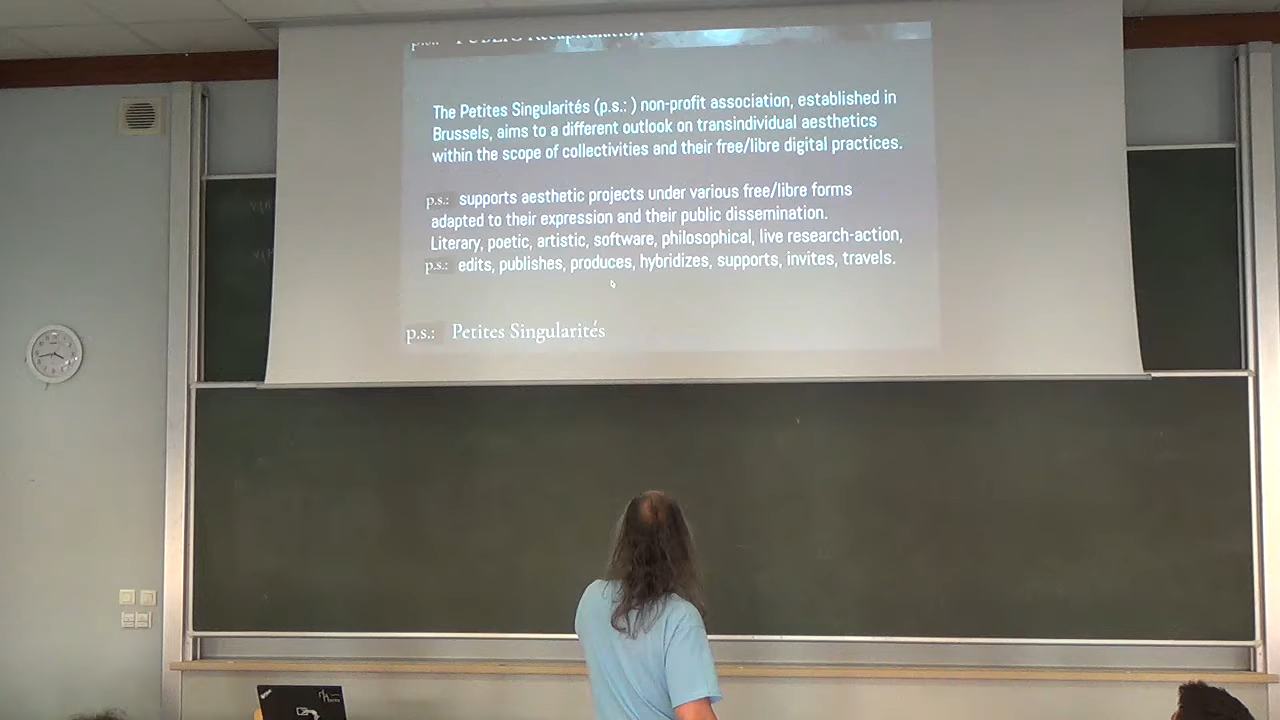 p.s.: PUBLIC Recapitulation
The Petites Singularités (p.s.: ) non-profit association, established in
Brussels, aims to a different outlook on transindividual aesthetics
within the scope of collectivities and their free/libre digital practices.
p.s.: supports aesthetic projects under various free/libre forms
adapted to their expression and their public dissemination.
Literary, poetic, artistic, software, philosophical, live research-action,
p.s.: edits, publishes, produces, hybridizes, supports, invites, travels.
p.s.: Petites Singularités